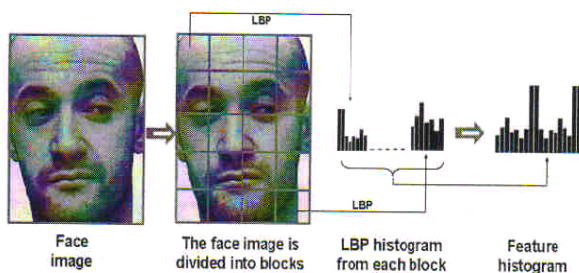 LBP
LBP
Face
image
The face image is
divided into blocks
LBP histogram
from each block
Feature
histogram